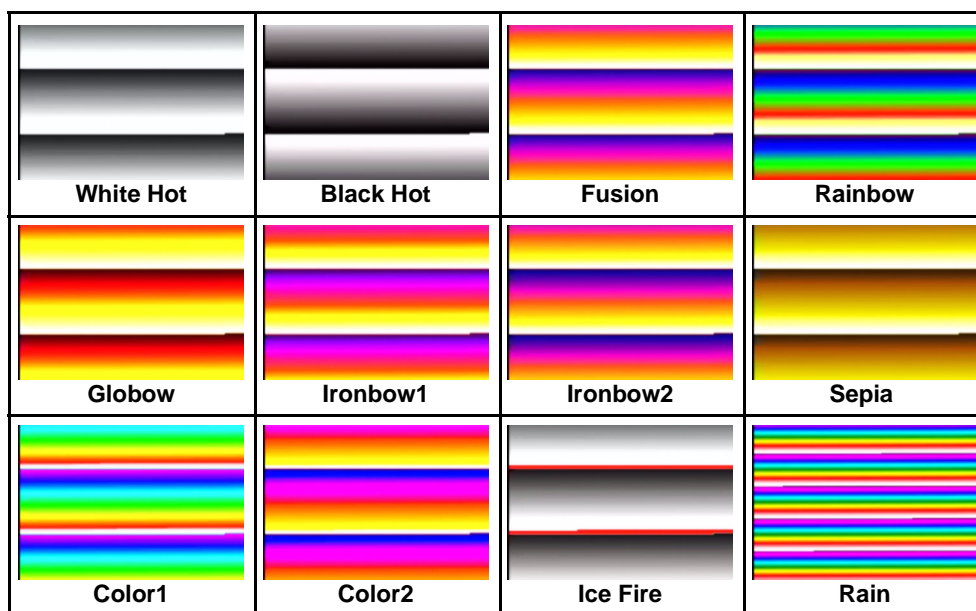 White Hot
Black Hot
Fusion
Rainbow
Globow
Ironbow1
Ironbow2
Sepia
Color1
Color2
Ice Fire
Rain